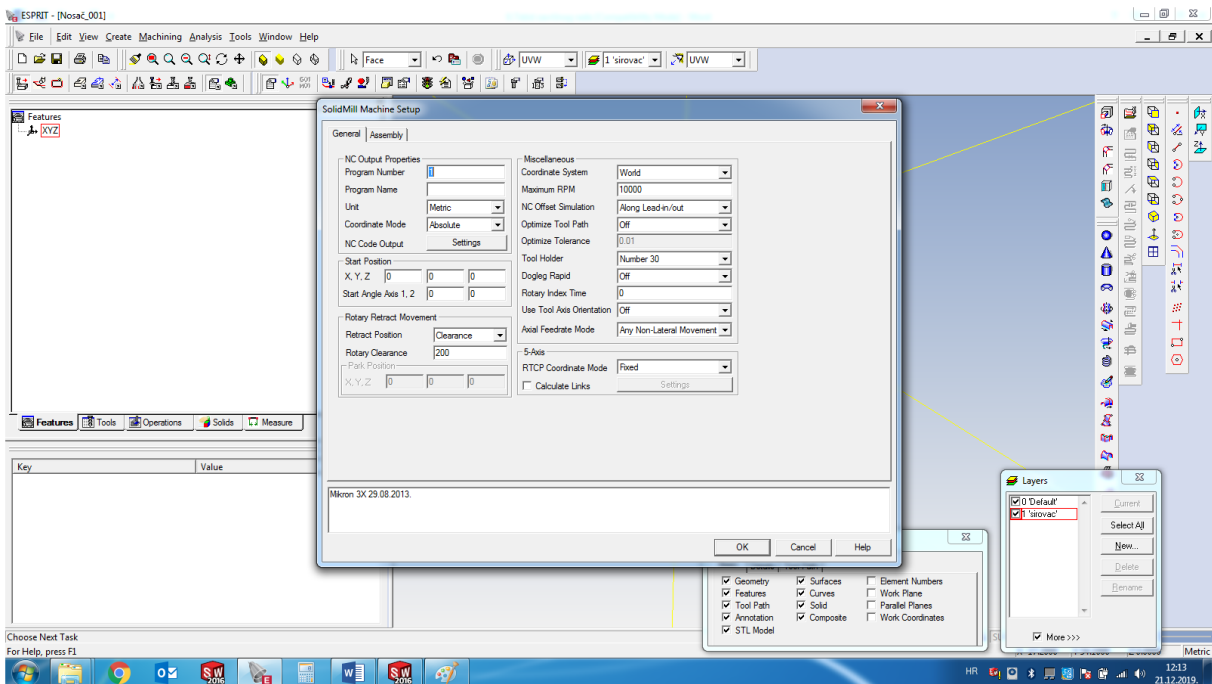 ESPRIT - [Nosač_001]
File Edit View Create Machining Analysis Tools Window Help
Face UVW 1 'sirovac' UVW
G01
Features
XYZ
SolidMill Machine Setup
General Assembly
NC Output Properties
Program Number 1
Program Name
Unit Metric
Coordinate Mode Absolute
NC Code Output Settings
Start Position
X, Y, Z 0 0 0
Start Angle Axis 1, 2 0 0
Rotary Retract Movement
Retract Position Clearance
Rotary Clearance 200
Park Position
X, Y, Z 0 0 0
Miscellaneous
Coordinate System World
Maximum RPM 10000
NC Offset Simulation Along Lead-in/out
Optimize Tool Path Off
Optimize Tolerance 0.01
Tool Holder Number 30
Dogleg Rapid Off
Rotary Index Time 0
Use Tool Axis Orientation Off
Axial Feedrate Mode Any Non-Lateral Movement
5-Axis
RTCP Coordinate Mode Fixed
Calculate Links Settings
Features Tools Operations Solids Measure
Key Value
Mikron 3X 29.08.2013.
OK Cancel Help
Layers
0 'Default'
1 'sirovac'
Current
Select All
New...
Delete
Rename
More >>>
Geometry Surfaces Element Numbers
Features Curves Work Plane
Tool Path Solid Parallel Planes
Annotation Composite Work Coordinates
STL Model
Choose Next Task
For Help, press F1
Metric
HR
12:13
21.12.2019.
SW 2016
SW 2016